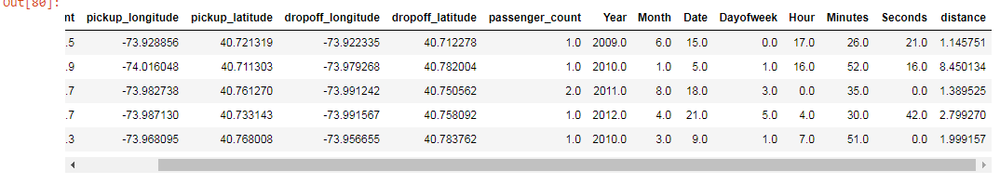 Out[80]:
nt pickup_longitude pickup_latitude dropoff_longitude dropoff_latitude passenger_count Year Month Date Dayofweek Hour Minutes Seconds distance
.5 -73.928856 40.721319 -73.922335 40.712278 1.0 2009.0 6.0 15.0 0.0 17.0 26.0 21.0 1.145751
.9 -74.016048 40.711303 -73.979268 40.782004 1.0 2010.0 1.0 5.0 1.0 16.0 52.0 16.0 8.450134
.7 -73.982738 40.761270 -73.991242 40.750562 2.0 2011.0 8.0 18.0 3.0 0.0 35.0 0.0 1.389525
.7 -73.987130 40.733143 -73.991567 40.758092 1.0 2012.0 4.0 21.0 5.0 4.0 30.0 42.0 2.799270
.3 -73.968095 40.768008 -73.956655 40.783762 1.0 2010.0 3.0 9.0 1.0 7.0 51.0 0.0 1.999157